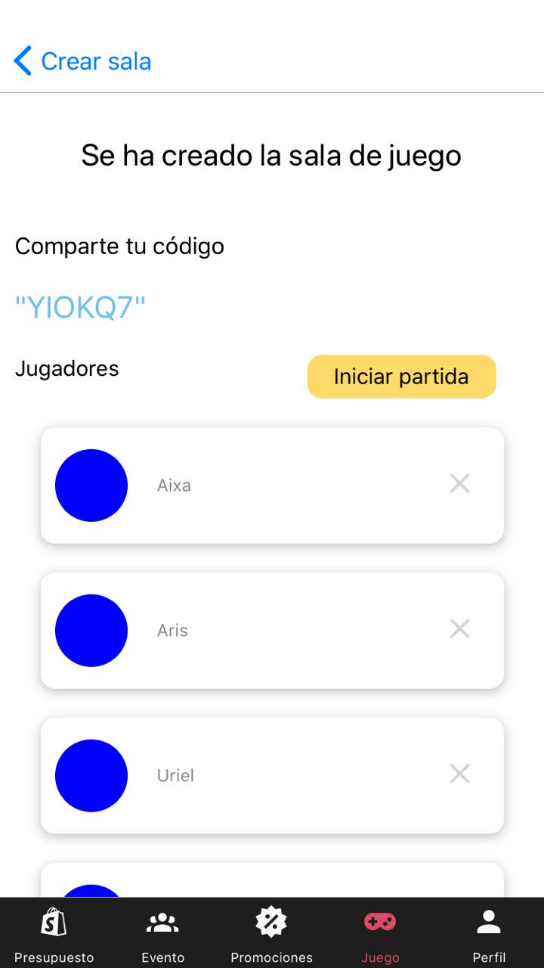 Crear sala
Se ha creado la sala de juego
Comparte tu código
"YIOKQ7"
Jugadores
Iniciar partida
Aixa
Aris
Uriel
Presupuesto
Evento
Promociones
Juego
Perfil